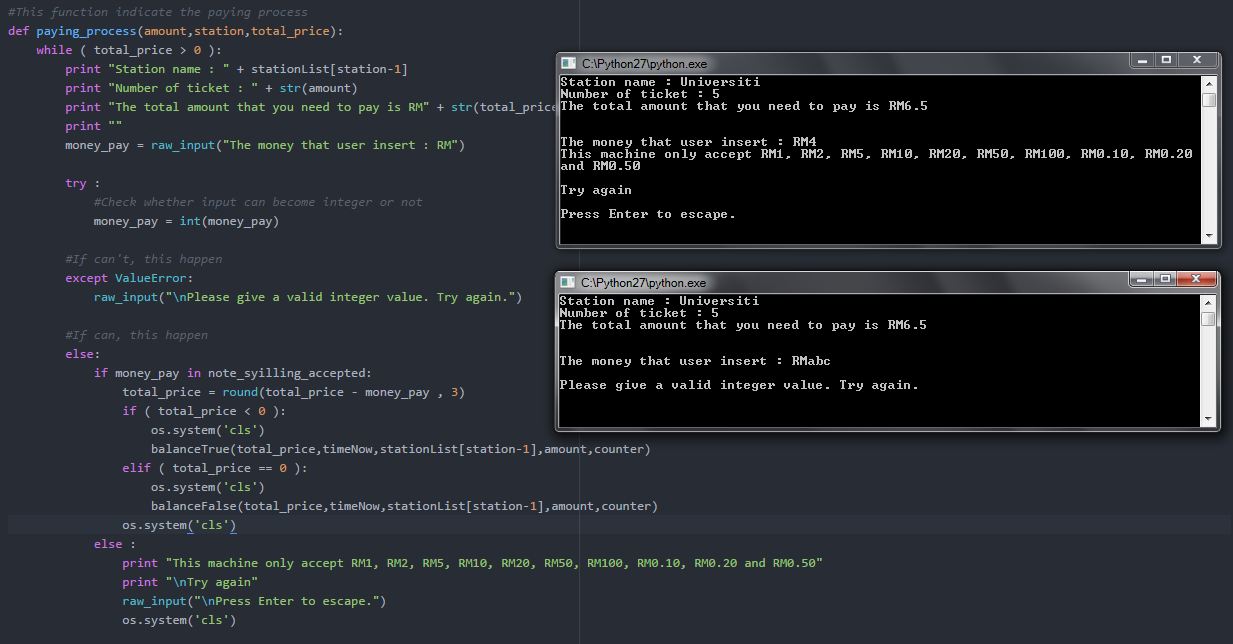 #This function indicate the paying process
def paying_process(amount,station,total_price):
while ( total_price > 0 ):
print "Station name : " + stationList[station-1]
print "Number of ticket : " + str(amount)
print "The total amount that you need to pay is RM" + str(total_price
print ""
money_pay = raw_input("The money that user insert : RM")
try :
#Check whether input can become integer or not
money_pay = int(money_pay)
#If can't, this happen
except ValueError:
raw_input("\nPlease give a valid integer value. Try again.")
#If can, this happen
else:
if money_pay in note_syilling_accepted:
total_price = round(total_price - money_pay , 3)
if ( total_price < 0 ):
os.system('cls')
balanceTrue(total_price,timeNow,stationList[station-1],amount,counter)
elif ( total_price == 0 ):
os.system('cls')
balanceFalse(total_price,timeNow,stationList[station-1],amount,counter)
os.system('cls')
else :
print "This machine only accept RM1, RM2, RM5, RM10, RM20, RM50, RM100, RM0.10, RM0.20 and RM0.50"
print "\nTry again"
raw_input("\nPress Enter to escape.")
os.system('cls')
C:\Python27\python.exe
Station name : Universiti
Number of ticket : 5
The total amount that you need to pay is RM6.5
The money that user insert : RM4
This machine only accept RM1, RM2, RM5, RM10, RM20, RM50, RM100, RM0.10, RM0.20
and RM0.50
Try again
Press Enter to escape.
C:\Python27\python.exe
Station name : Universiti
Number of ticket : 5
The total amount that you need to pay is RM6.5
The money that user insert : RMabc
Please give a valid integer value. Try again.